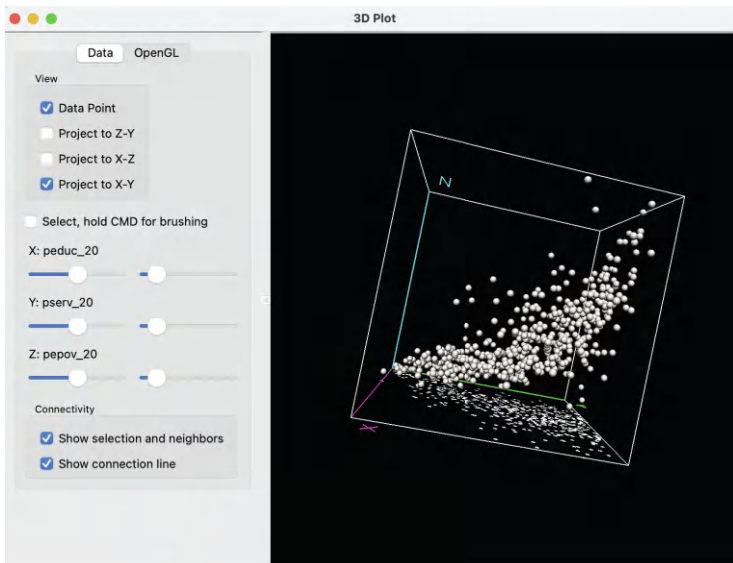 3D Plot
Data OpenGL
View
Data Point
Project to Z-Y
Project to X-Z
Project to X-Y
Select, hold CMD for brushing
X: peduc_20
Y: pserv_20
Z: pepov_20
Connectivity
Show selection and neighbors
Show connection line
Z
X